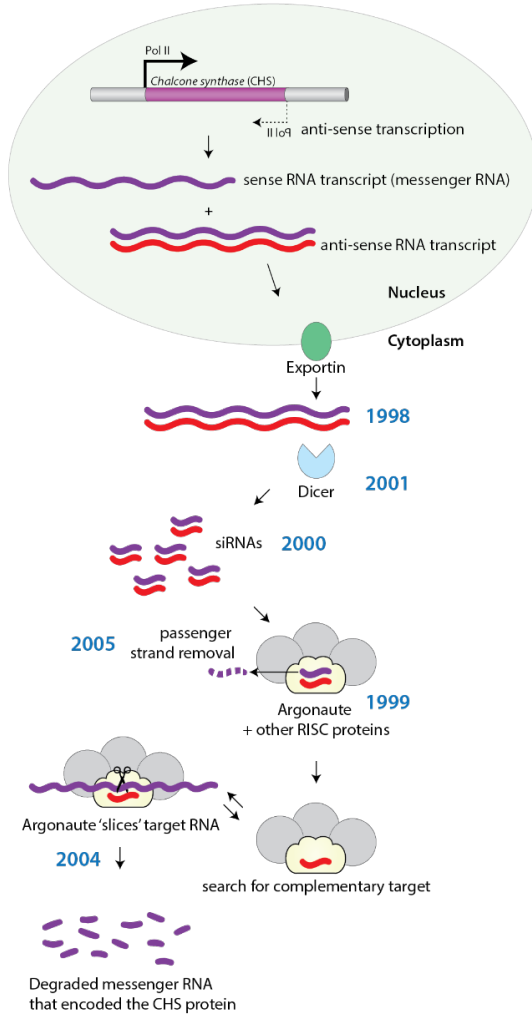 Pol II
Chalcone synthase (CHS)
Pol II
anti-sense transcription
sense RNA transcript (messenger RNA)
+
anti-sense RNA transcript
Nucleus
Cytoplasm
Exportin
1998
Dicer
2001
siRNAs
2000
2005
passenger
strand removal
1999
Argonaute
+ other RISC proteins
Argonaute ‘slices’ target RNA
2004
search for complementary target
Degraded messenger RNA
that encoded the CHS protein